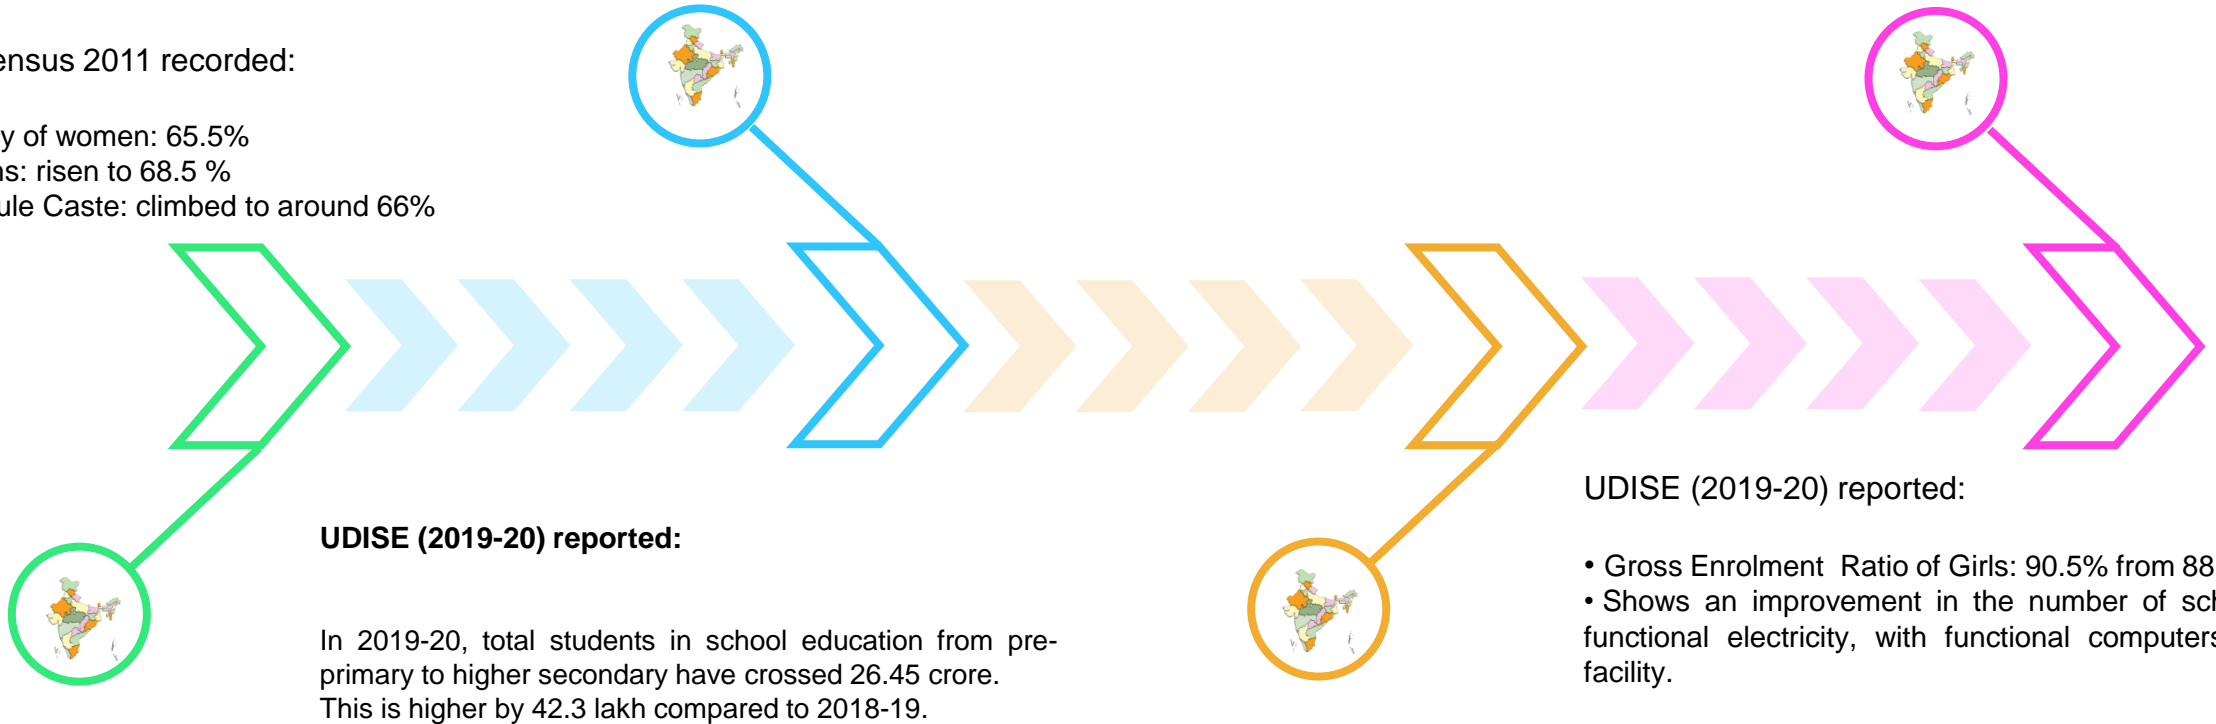 ensus 2011 recorded:
y of women: 65.5%
ns: risen to 68.5 %
ule Caste: climbed to around 66%
UDISE (2019-20) reported:
In 2019-20, total students in school education from pre-
primary to higher secondary have crossed 26.45 crore.
This is higher by 42.3 lakh compared to 2018-19.
UDISE (2019-20) reported:
• Gross Enrolment Ratio of Girls: 90.5% from 88
• Shows an improvement in the number of sch
functional electricity, with functional computers
facility.